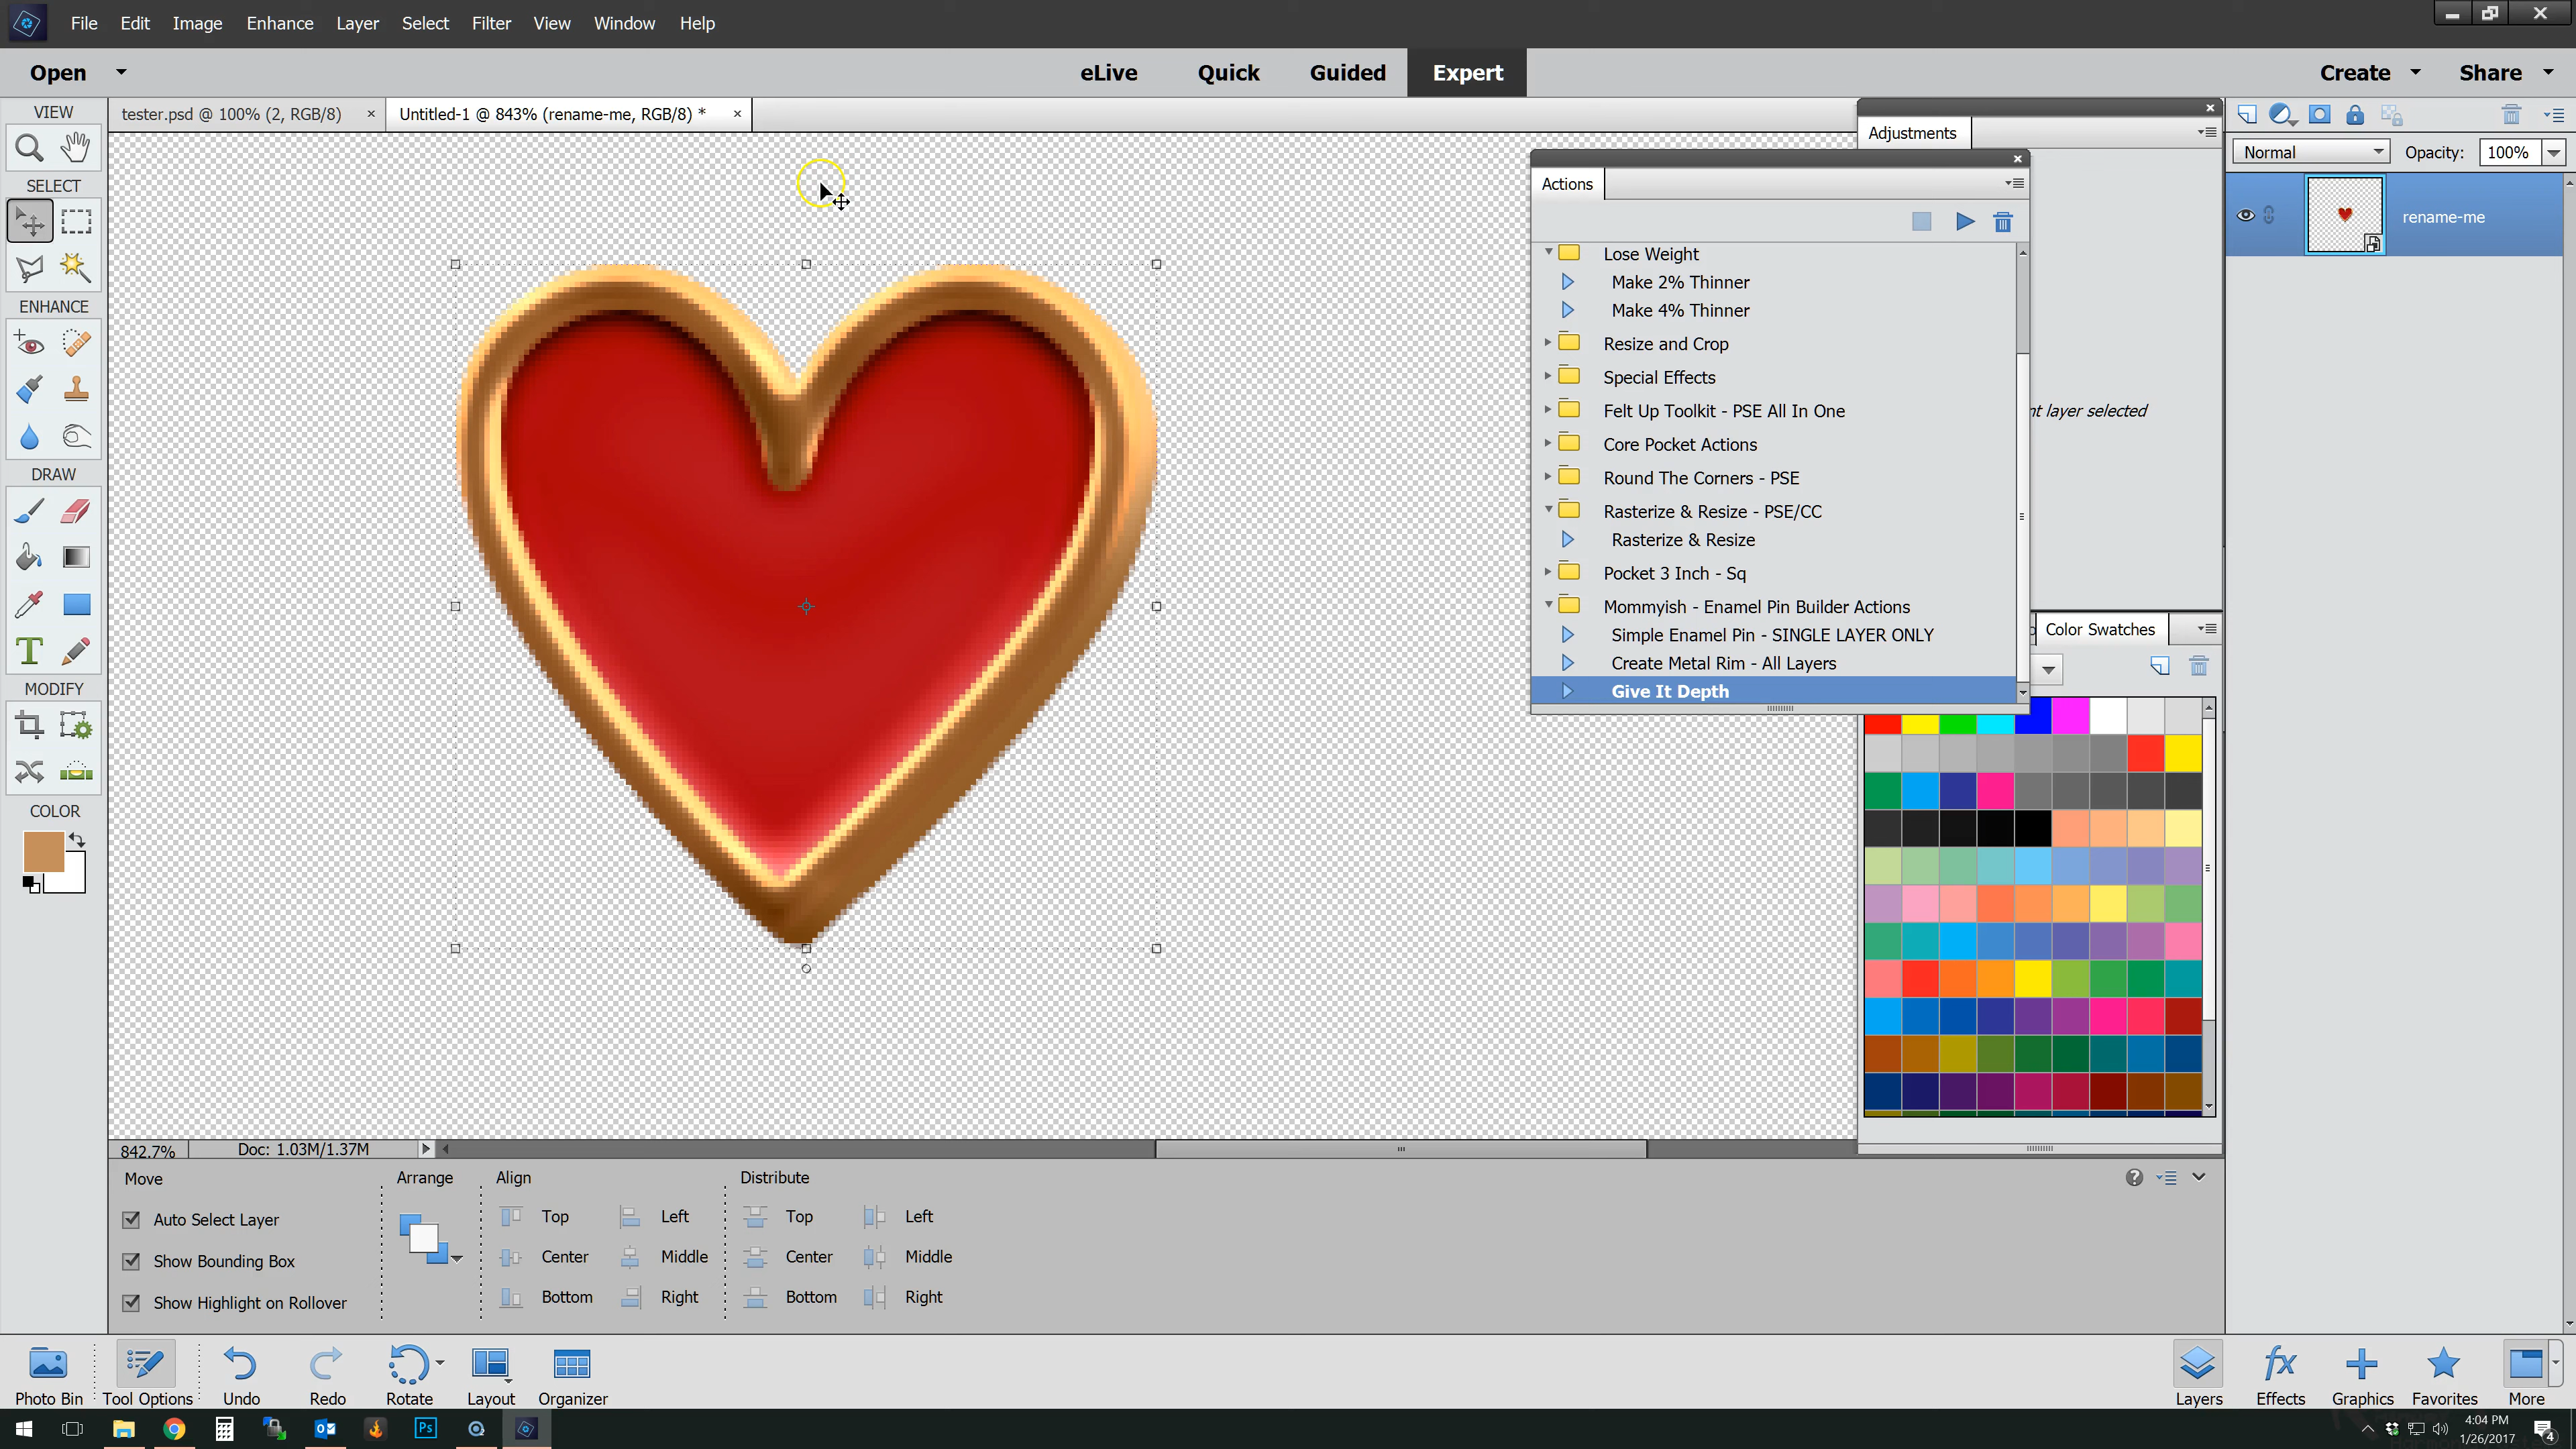 File Edit Image Enhance Layer Select Filter View Window Help
Open eLive Quick Guided Expert Create Share
VIEW
tester.psd @ 100% (2, RGB/8) × Untitled-1 @ 843% (rename-me, RGB/8) * ×
SELECT
ENHANCE
DRAW
MODIFY
COLOR
Adjustments
nt layer selected
Actions
Lose Weight
Make 2% Thinner
Make 4% Thinner
Resize and Crop
Special Effects
Felt Up Toolkit - PSE All In One
Core Pocket Actions
Round The Corners - PSE
Rasterize & Resize - PSE/CC
Rasterize & Resize
Pocket 3 Inch - Sq
Mommyish - Enamel Pin Builder Actions
Simple Enamel Pin - SINGLE LAYER ONLY
Create Metal Rim - All Layers
Give It Depth
Color Swatches
Normal Opacity: 100%
rename-me
842.7% Doc: 1.03M/1.37M
Move Arrange Align Distribute
Auto Select Layer Top Left Top Left
Show Bounding Box Center Middle Center Middle
Show Highlight on Rollover Bottom Right Bottom Right
Photo Bin Tool Options Undo Redo Rotate Layout Organizer Layers Effects Graphics Favorites More
4:04 PM
1/26/2017
4